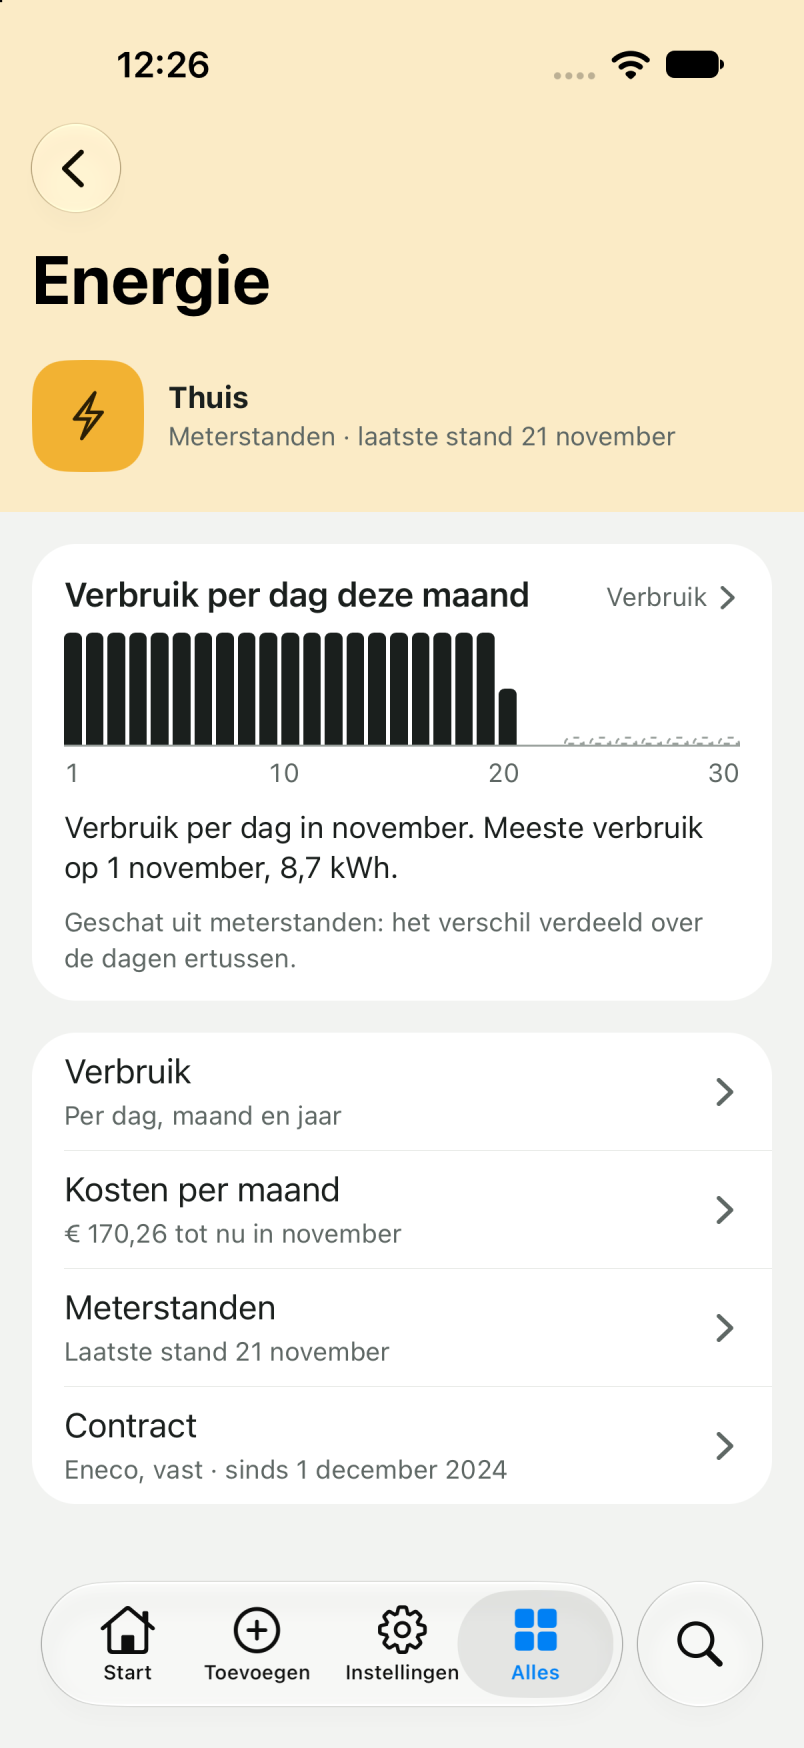 12:26
Energie
Thuis
Meterstanden · laatste stand 21 november
Verbruik per dag deze maand
Verbruik
1 10 20 30
Verbruik per dag in november. Meeste verbruik
op 1 november, 8,7 kWh.
Geschat uit meterstanden: het verschil verdeeld over
de dagen ertussen.
Verbruik
Per dag, maand en jaar
Kosten per maand
€ 170,26 tot nu in november
Meterstanden
Laatste stand 21 november
Contract
Eneco, vast · sinds 1 december 2024
Start Toevoegen Instellingen Alles